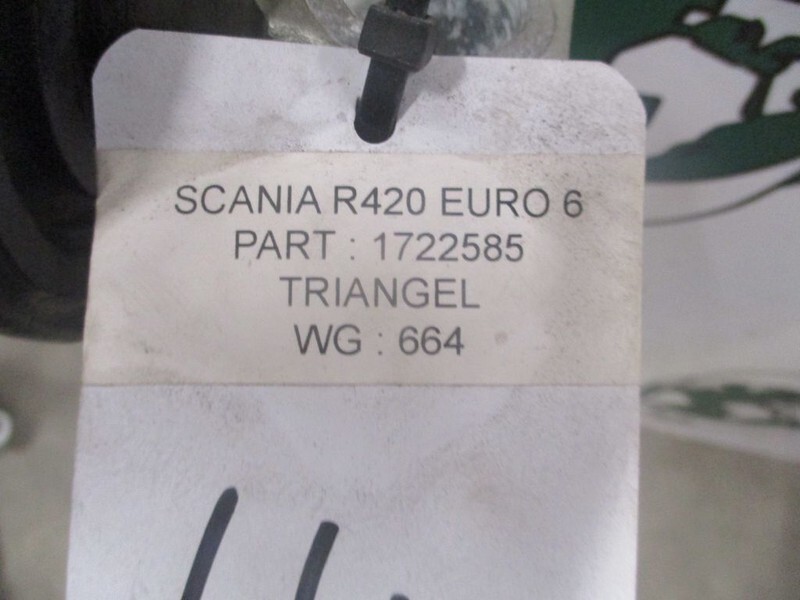 SCANIA R420 EURO 6
PART : 1722585
TRIANGEL
WG : 664